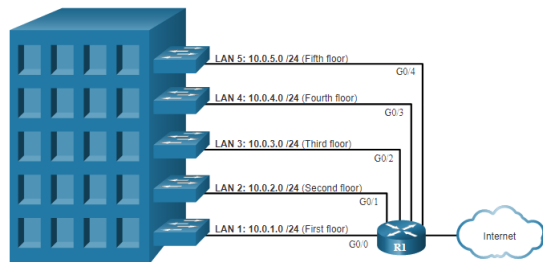 LAN 5: 10.0.5.0 /24 (Fifth floor)
G0/4
LAN 4: 10.0.4.0 /24 (Fourth floor)
G0/3
LAN 3: 10.0.3.0 /24 (Third floor)
G0/2
LAN 2: 10.0.2.0 /24 (Second floor)
G0/1
LAN 1: 10.0.1.0 /24 (First floor)
G0/0
R1
Internet